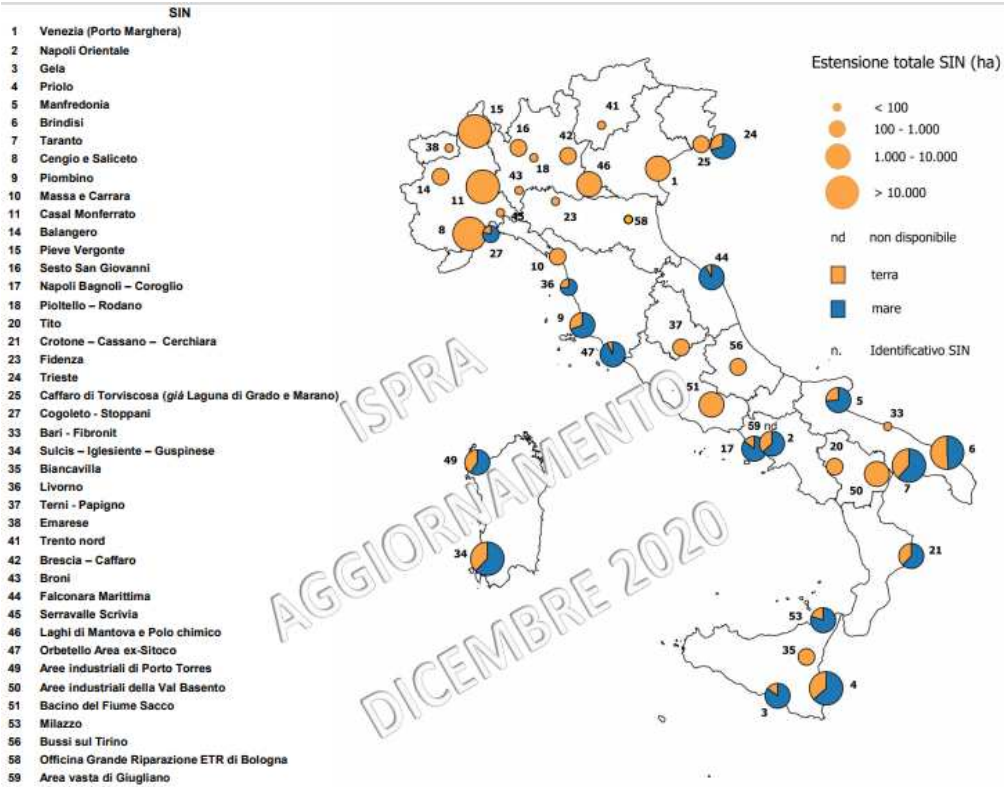 SIN
1 Venezia (Porto Marghera)
2 Napoli Orientale
3 Gela
4 Priolo
5 Manfredonia
6 Brindisi
7 Taranto
8 Cengio e Saliceto
9 Piombino
10 Massa e Carrara
11 Casal Monferrato
14 Balangero
15 Pieve Vergonte
16 Sesto San Giovanni
17 Napoli Bagnoli – Coroglio
18 Pioltello – Rodano
20 Tito
21 Crotone – Cassano – Cerchiara
23 Fidenza
24 Trieste
25 Caffaro di Torviscosa (già Laguna di Grado e Marano)
27 Cogoleto - Stoppani
33 Bari - Fibronit
34 Sulcis – Iglesiente – Guspinese
35 Biancavilla
36 Livorno
37 Terni - Papigno
38 Emarese
41 Trento nord
42 Brescia – Caffaro
43 Broni
44 Falconara Marittima
45 Serravalle Scrivia
46 Laghi di Mantova e Polo chimico
47 Orbetello Area ex-Sitoco
49 Aree industriali di Porto Torres
50 Aree industriali della Val Basento
51 Bacino del Fiume Sacco
53 Milazzo
56 Bussi sul Tirino
58 Officina Grande Riparazione ETR di Bologna
59 Area vasta di Giugliano
15
41
16
42
24
38
18
25
46
14
43
1
11
23
45
58
8
27
10
44
36
9
37
47
56
51
5
33
59 nd
17
2
20
6
49
50
7
34
21
53
35
4
3
Estensione totale SIN (ha)
< 100
100 - 1.000
1.000 - 10.000
> 10.000
nd non disponibile
terra
mare
n. Identificativo SIN
ISPRA
AGGIORNAMENTO
DICEMBRE 2020